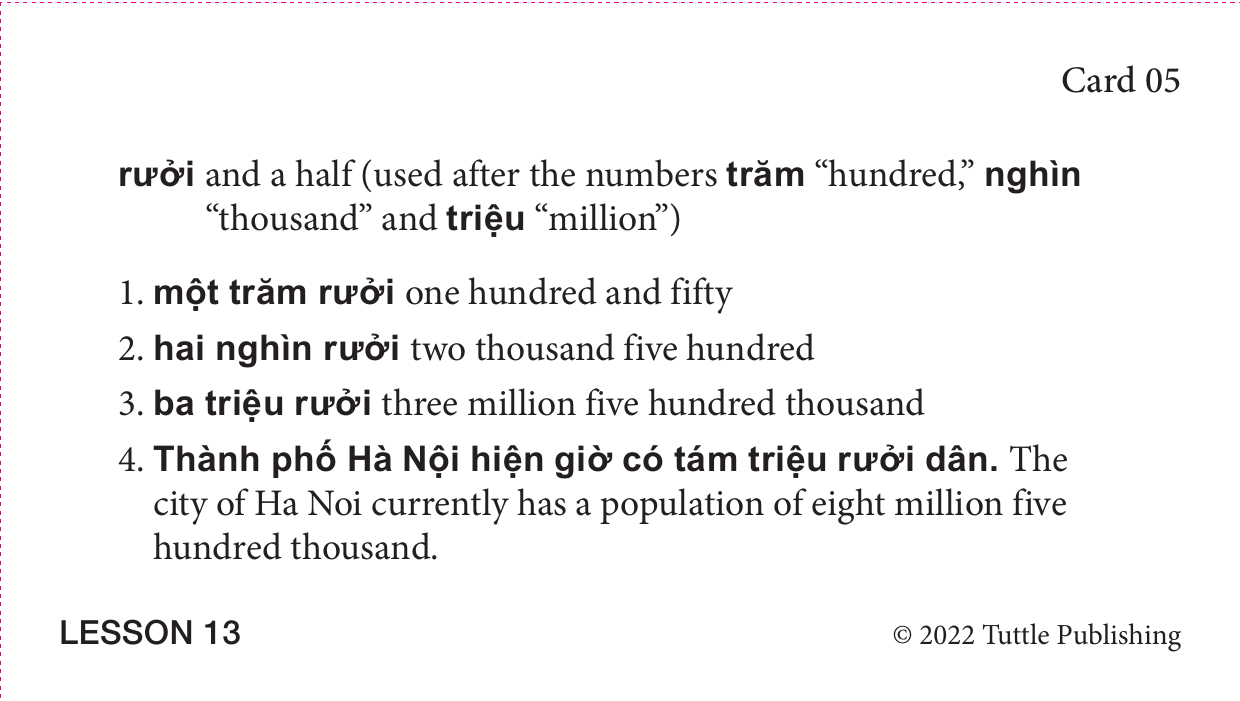 Card 05
rưởi and a half (used after the numbers trăm “hundred,” nghìn
“thousand” and triệu “million”)
1. một trăm rưởi one hundred and fifty
2. hai nghìn rưởi two thousand five hundred
3. ba triệu rưởi three million five hundred thousand
4. Thành phố Hà Nội hiện giờ có tám triệu rưởi dân. The
city of Ha Noi currently has a population of eight million five
hundred thousand.
LESSON 13
© 2022 Tuttle Publishing